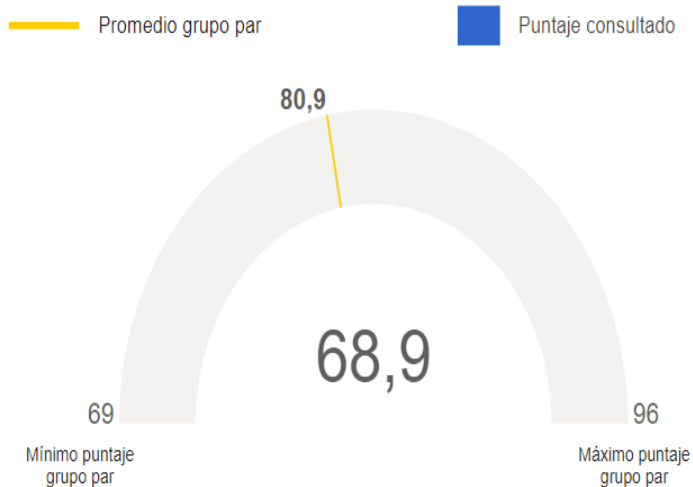 Promedio grupo par
Puntaje consultado
80,9
68,9
69
96
Mínimo puntaje
grupo par
Máximo puntaje
grupo par